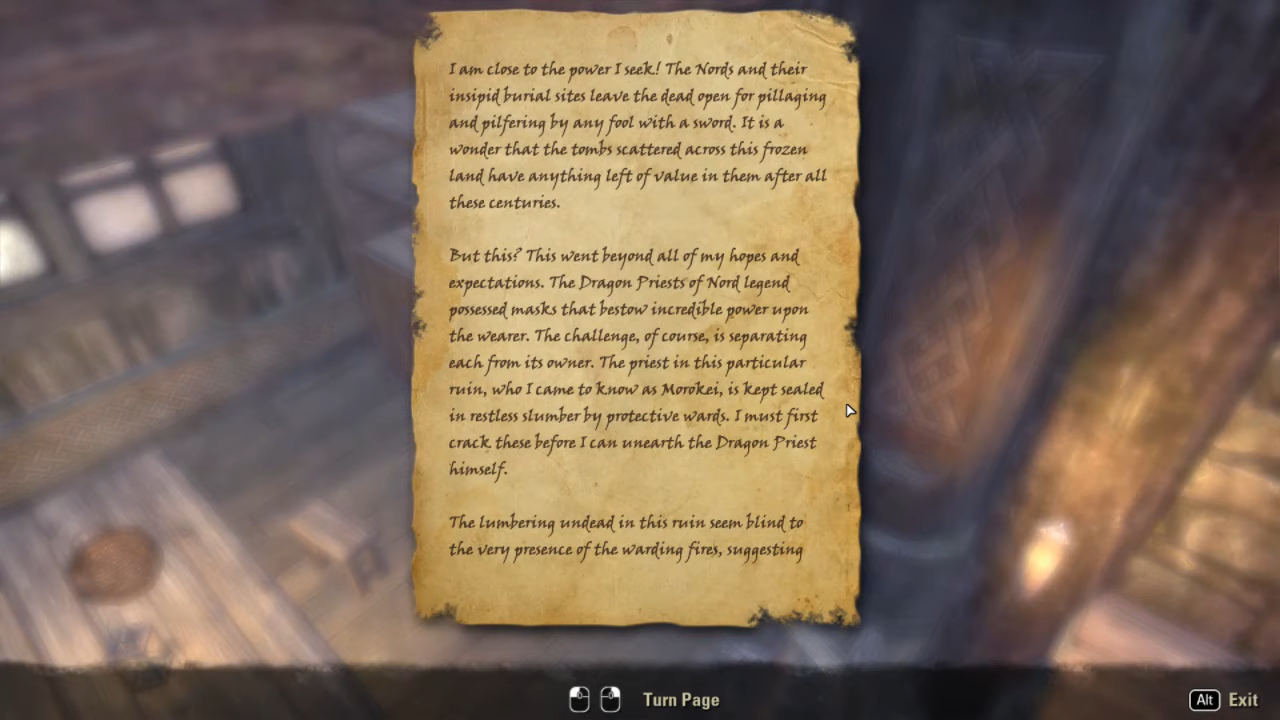 I am close to the power I seek! The Nords and their
insipid burial sites leave the dead open for pillaging
and pilfering by any fool with a sword. It is a
wonder that the tombs scattered across this frozen
land have anything left of value in them after all
these centuries.
But this? This went beyond all of my hopes and
expectations. The Dragon Priests of Nord legend
possessed masks that bestow incredible power upon
the wearer. The challenge, of course, is separating
each from its owner. The priest in this particular
ruin, who I came to know as Morokei, is kept sealed
in restless slumber by protective wards. I must first
crack these before I can unearth the Dragon Priest
himself.
The lumbering undead in this ruin seem blind to
the very presence of the warding fires, suggesting
Turn Page
Alt Exit